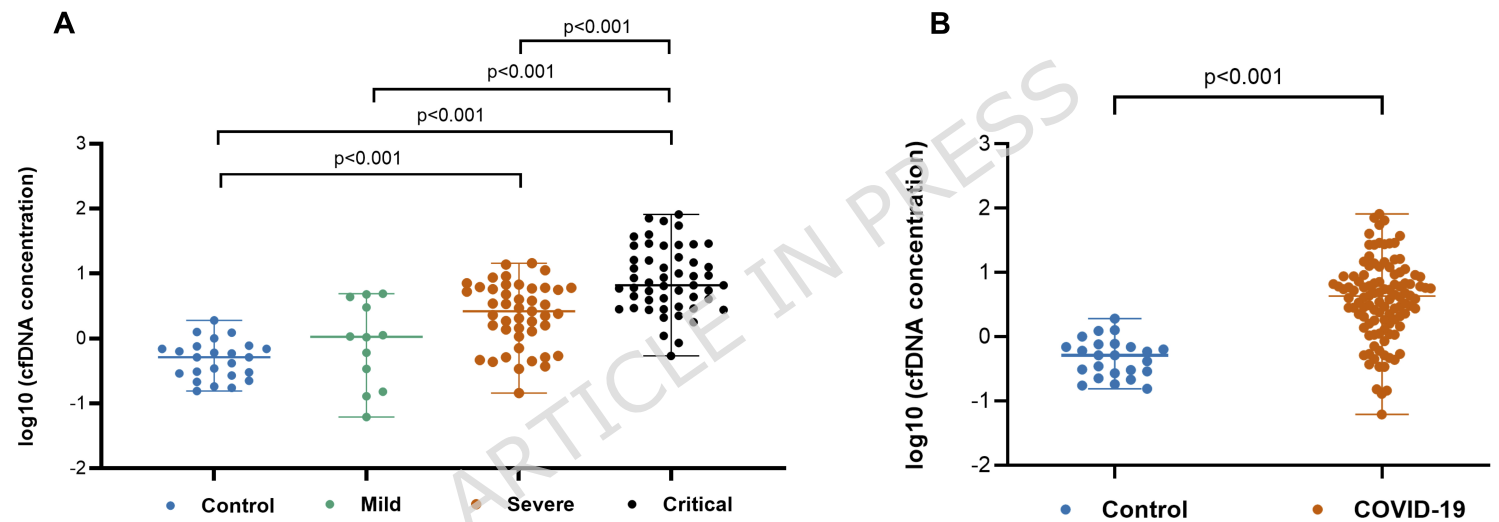 A
p<0.001
p<0.001
p<0.001
p<0.001
log10 (cfDNA concentration)
3
2
1
0
-1
-2
Control
Mild
Severe
Critical
B
p<0.001
log10 (cfDNA concentration)
3
2
1
0
-1
-2
Control
COVID-19
ARTICLE IN PRESS